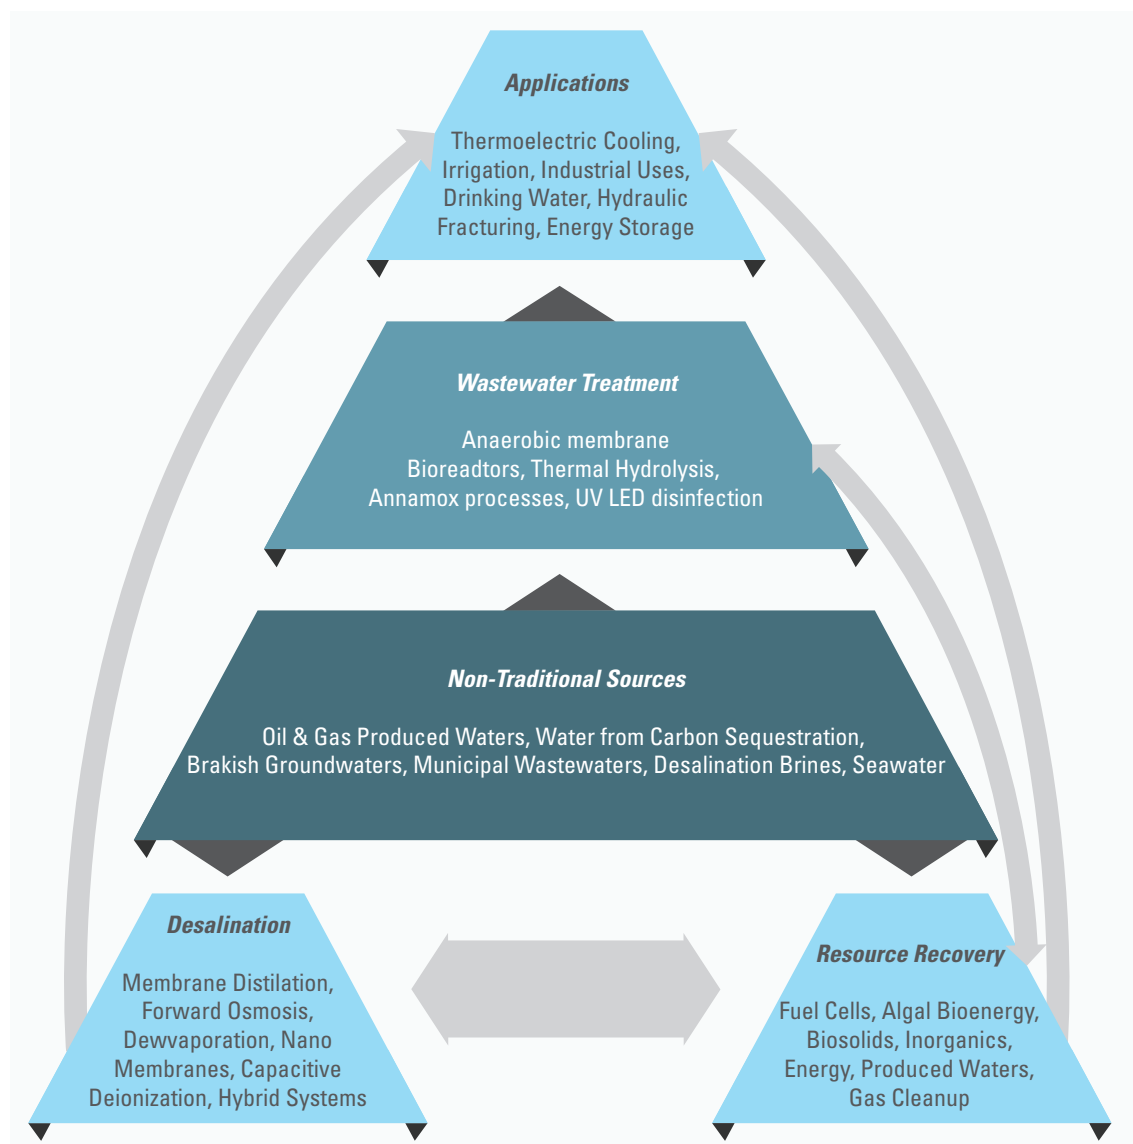 Applications
Thermoelectric Cooling,
Irrigation, Industrial Uses,
Drinking Water, Hydraulic
Fracturing, Energy Storage
Wastewater Treatment
Anaerobic membrane
Bioreadtors, Thermal Hydrolysis,
Annamox processes, UV LED disinfection
Non-Traditional Sources
Oil & Gas Produced Waters, Water from Carbon Sequestration,
Brakish Groundwaters, Municipal Wastewaters, Desalination Brines, Seawater
Desalination
Membrane Distilation,
Forward Osmosis,
Dewvaporation, Nano
Membranes, Capacitive
Deionization, Hybrid Systems
Resource Recovery
Fuel Cells, Algal Bioenergy,
Biosolids, Inorganics,
Energy, Produced Waters,
Gas Cleanup